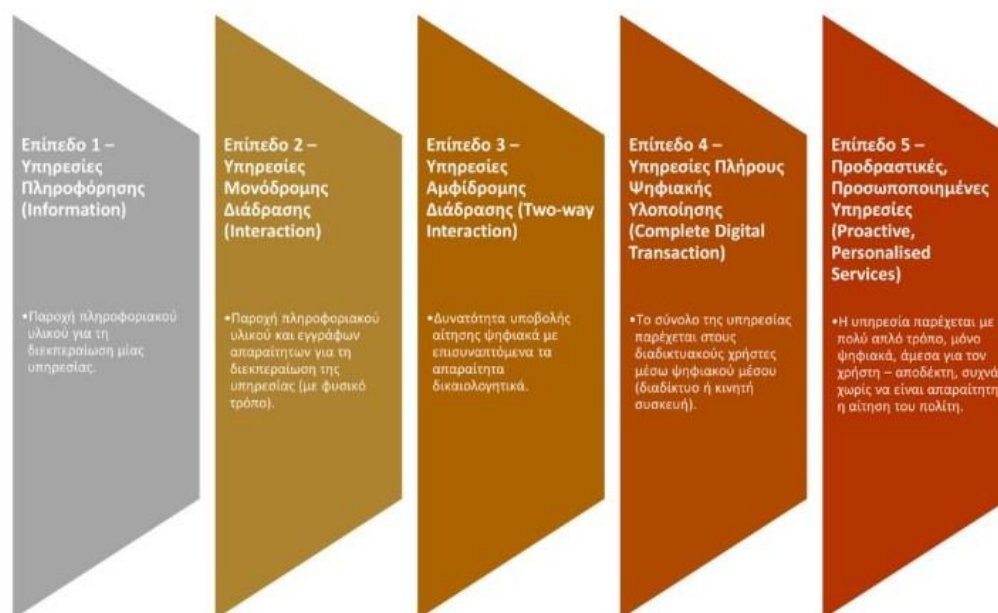 Επίπεδο 1 –
Υπηρεσίες
Πληροφόρησης
(Information)
•Παροχή πληροφοριακού
υλικού για τη
διεκπεραίωση μίας
υπηρεσίας.
Επίπεδο 2 –
Υπηρεσίες
Μονόδρομης
Διάδρασης
(Interaction)
•Παροχή πληροφοριακού
υλικού και εγγράφων
απαραίτητων για τη
διεκπεραίωση της
υπηρεσίας (με φυσικό
τρόπο).
Επίπεδο 3 –
Υπηρεσίες
Αμφίδρομης
Διάδρασης (Two-way
Interaction)
•Δυνατότητα υποβολής
αίτησης ψηφιακά με
επισυναπτόμενα τα
απαραίτητα
δικαιολογητικά.
Επίπεδο 4 –
Υπηρεσίες Πλήρους
Ψηφιακής
Υλοποίησης
(Complete Digital
Transaction)
•Το σύνολο της υπηρεσίας
παρέχεται στους
διαδικτυακούς χρήστες
μέσω ψηφιακού μέσου
(διαδίκτυο ή κινητή
συσκευή).
Επίπεδο 5 –
Προδραστικές,
Προσωποποιημένες
Υπηρεσίες
(Proactive,
Personalised
Services)
•Η υπηρεσία παρέχεται με
πολύ απλό τρόπο, μόνο
ψηφιακά, άμεσα για τον
χρήστη – αποδέκτη, συχνά
χωρίς να είναι απαραίτητη
η αίτηση του πολίτη.